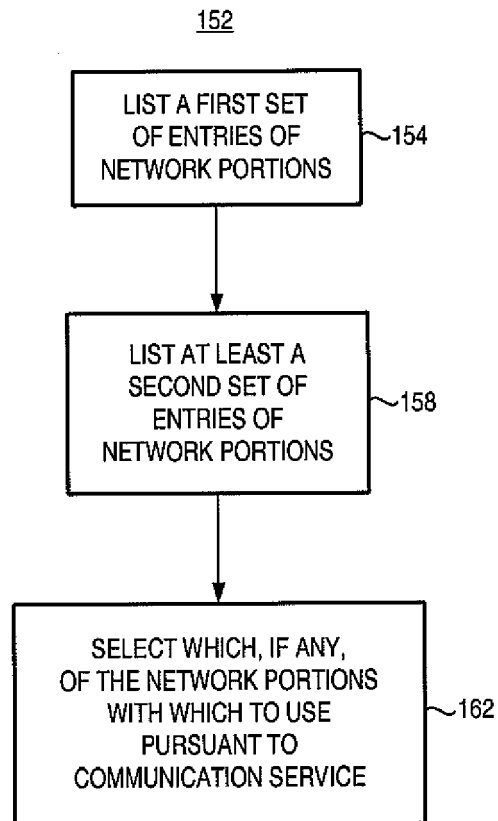 152
LIST A FIRST SET
OF ENTRIES OF
NETWORK PORTIONS
154
LIST AT LEAST A
SECOND SET OF
ENTRIES OF
NETWORK PORTIONS
158
SELECT WHICH, IF ANY,
OF THE NETWORK PORTIONS
WITH WHICH TO USE
PURSUANT TO
COMMUNICATION SERVICE
162